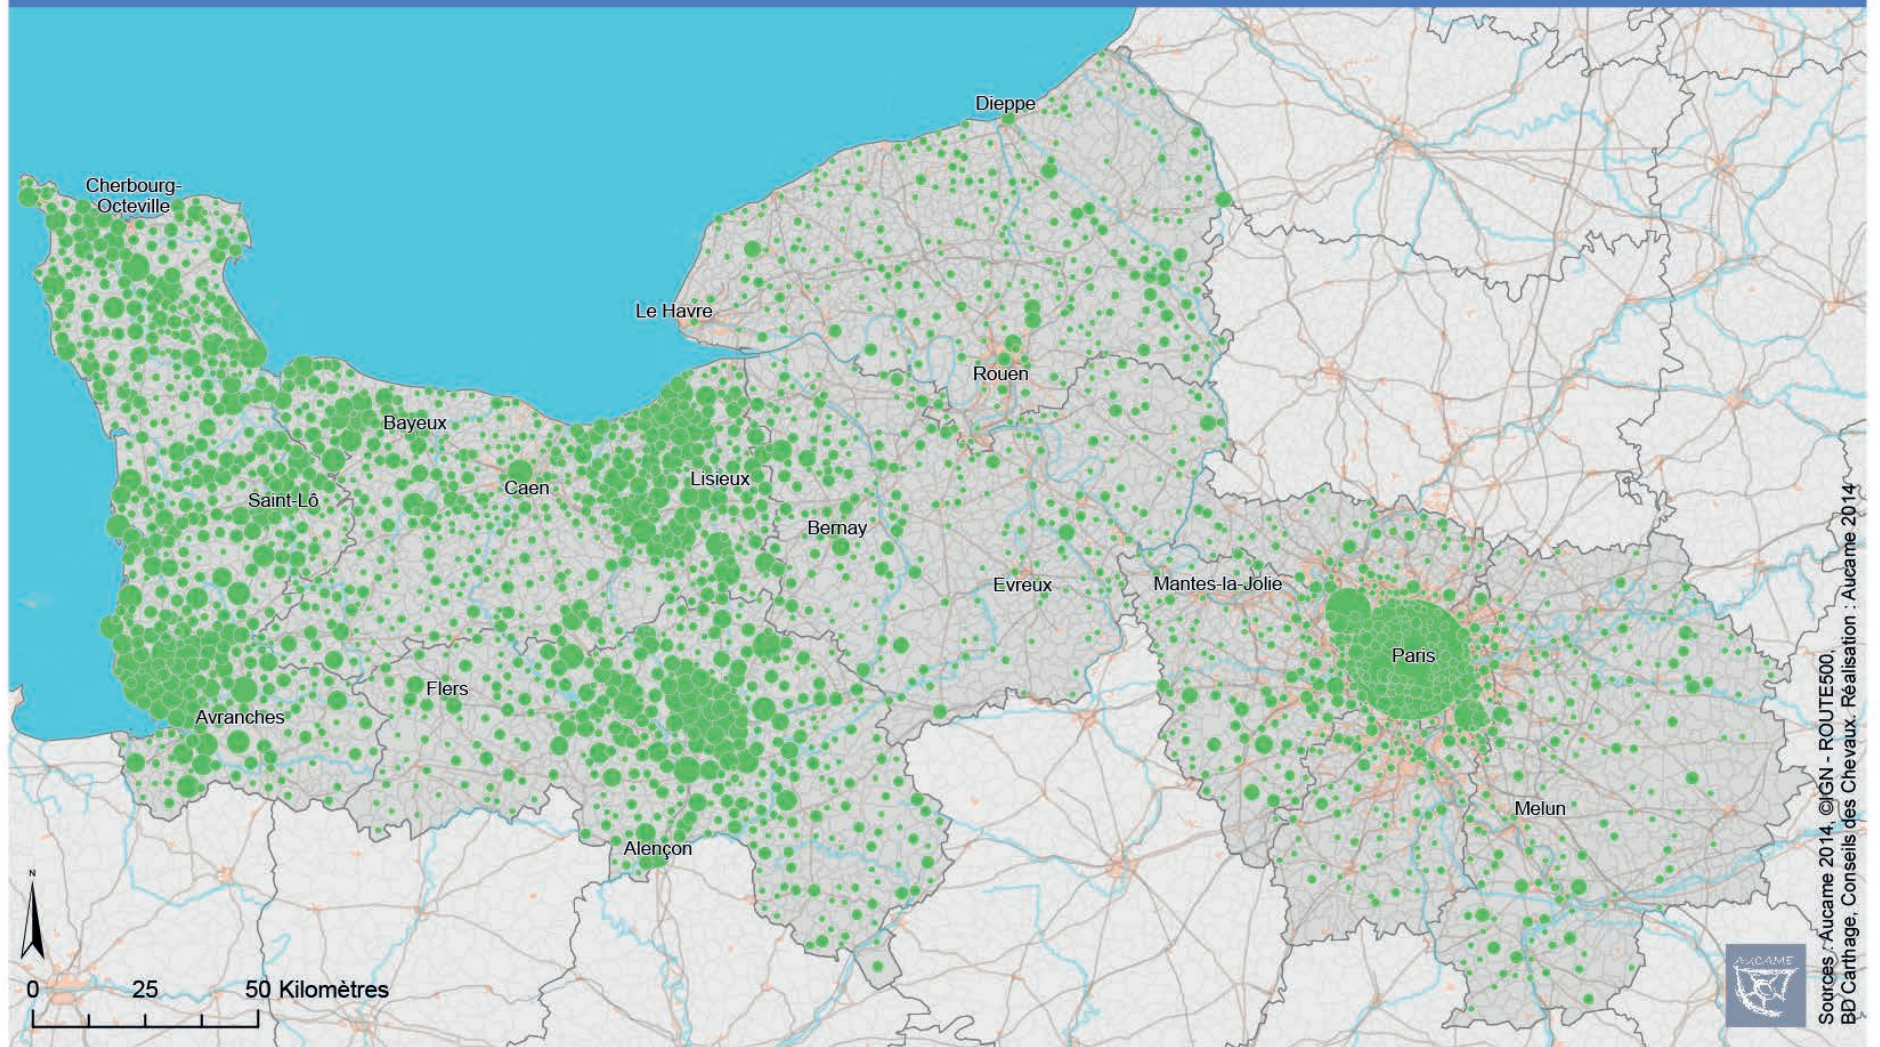 Dieppe
Cherbourg-
Octeville
Le Havre
Rouen
Bayeux
Lisieux
Caen
Saint-Lô
Bernay
Evreux
Mantes-la-Jolie
Paris
Flers
Avranches
Melun
Alençon
N
0 25 50 Kilomètres
AUCAME
Sources : Aucame 2014, ©IGN - ROUTE500,
BD Carthage, Conseils des Chevaux. Réalisation : Aucame 2014